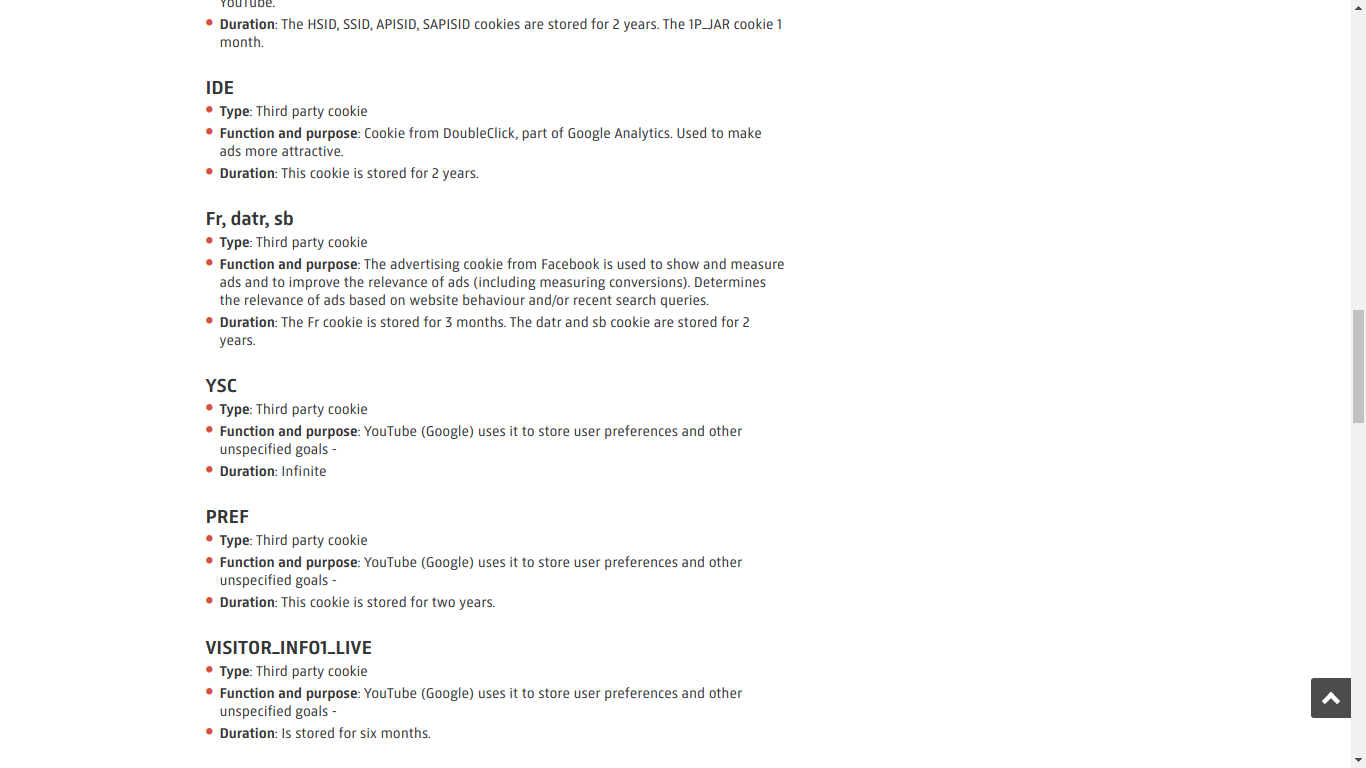 YouTube.
Duration: The HSID, SSID, APISID, SAPISID cookies are stored for 2 years. The 1P_JAR cookie 1
month.
IDE
Type: Third party cookie
Function and purpose: Cookie from DoubleClick, part of Google Analytics. Used to make
ads more attractive.
Duration: This cookie is stored for 2 years.
Fr, datr, sb
Type: Third party cookie
Function and purpose: The advertising cookie from Facebook is used to show and measure
ads and to improve the relevance of ads (including measuring conversions). Determines
the relevance of ads based on website behaviour and/or recent search queries.
Duration: The Fr cookie is stored for 3 months. The datr and sb cookie are stored for 2
years.
YSC
Type: Third party cookie
Function and purpose: YouTube (Google) uses it to store user preferences and other
unspecified goals -
Duration: Infinite
PREF
Type: Third party cookie
Function and purpose: YouTube (Google) uses it to store user preferences and other
unspecified goals -
Duration: This cookie is stored for two years.
VISITOR_INFO1_LIVE
Type: Third party cookie
Function and purpose: YouTube (Google) uses it to store user preferences and other
unspecified goals -
Duration: Is stored for six months.